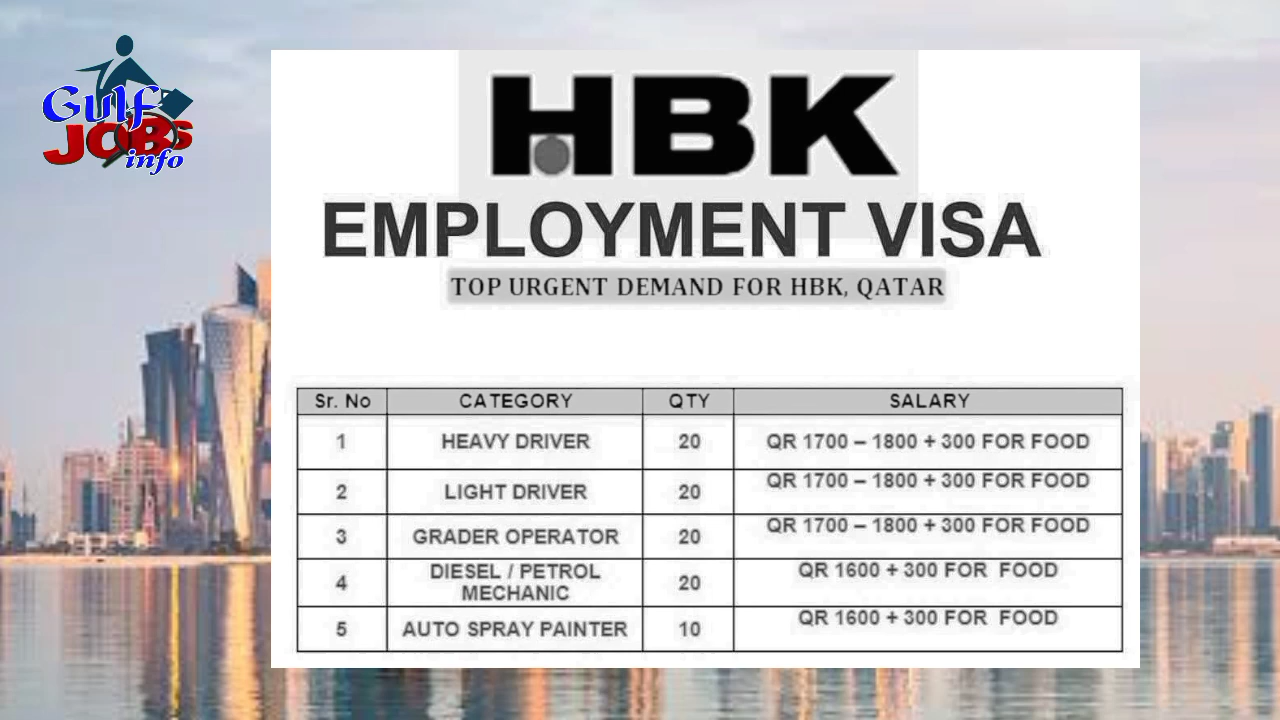 Gulf
JOBS
info
HBK
EMPLOYMENT VISA
TOP URGENT DEMAND FOR HBK, QATAR
Sr. No CATEGORY QTY SALARY
1 HEAVY DRIVER 20 QR 1700 – 1800 + 300 FOR FOOD
2 LIGHT DRIVER 20 QR 1700 – 1800 + 300 FOR FOOD
3 GRADER OPERATOR 20 QR 1700 – 1800 + 300 FOR FOOD
4 DIESEL / PETROL MECHANIC 20 QR 1600 + 300 FOR FOOD
5 AUTO SPRAY PAINTER 10 QR 1600 + 300 FOR FOOD